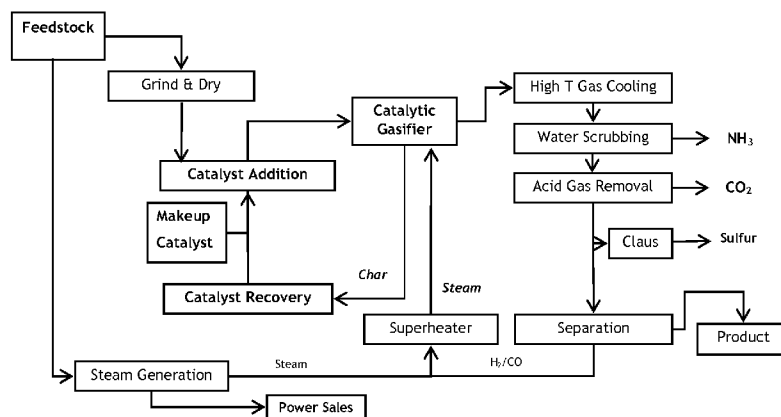 Feedstock
Grind & Dry
High T Gas Cooling
Catalytic
Gasifier
Water Scrubbing
NH₃
Catalyst Addition
Acid Gas Removal
CO₂
Makeup
Catalyst
Claus
Sulfur
Char
Steam
Catalyst Recovery
Superheater
Separation
Product
Steam
H₂/CO
Steam Generation
Power Sales